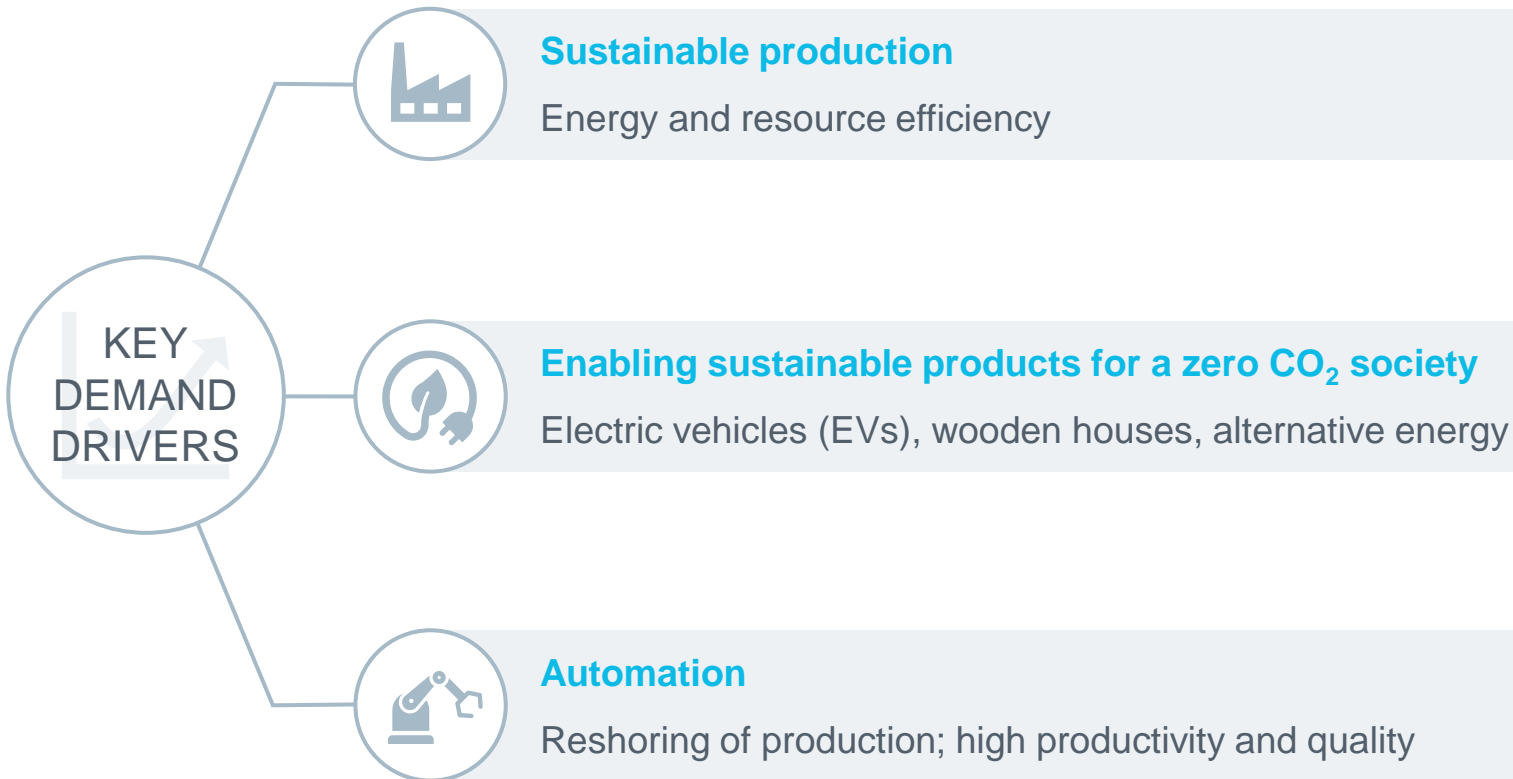 Sustainable production
Energy and resource efficiency
KEY
DEMAND
DRIVERS
Enabling sustainable products for a zero CO₂ society
Electric vehicles (EVs), wooden houses, alternative energy
Automation
Reshoring of production; high productivity and quality